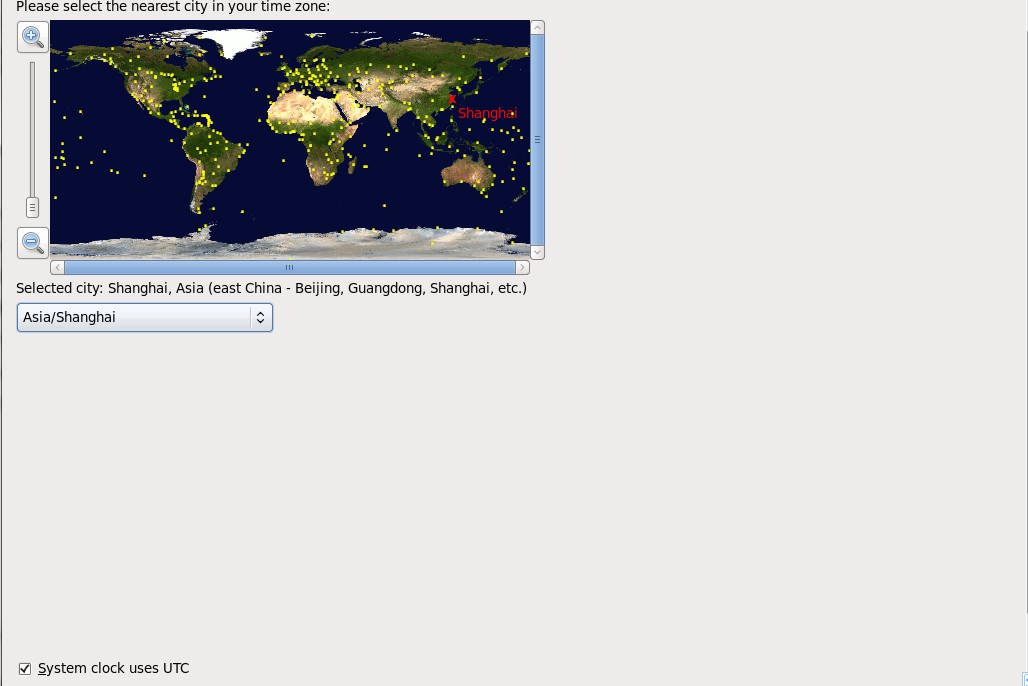 Please select the nearest city in your time zone:
Shanghai
Selected city: Shanghai, Asia (east China - Beijing, Guangdong, Shanghai, etc.)
Asia/Shanghai
System clock uses UTC